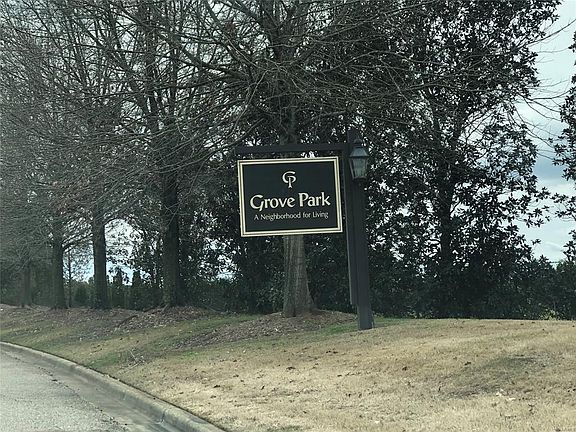 GP
Grove Park
A Neighborhood for Living